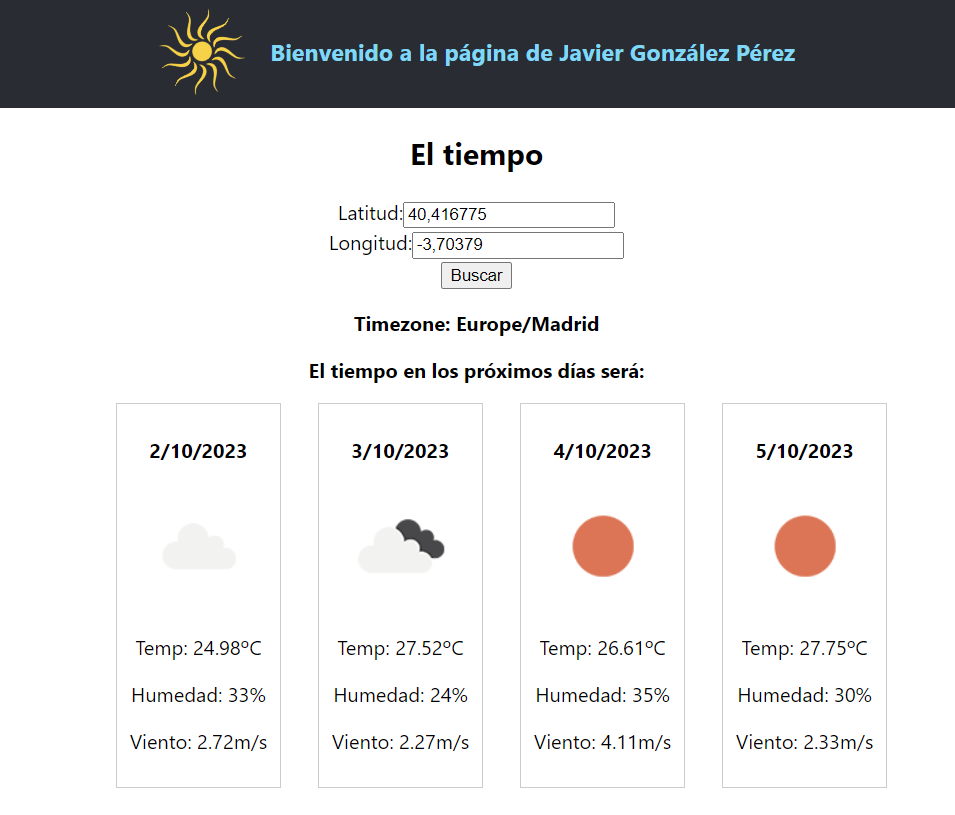 Bienvenido a la página de Javier González Pérez
El tiempo
Latitud: 40,416775
Longitud: -3,70379
Buscar
Timezone: Europe/Madrid
El tiempo en los próximos días será:
2/10/2023
Temp: 24.98ºC
Humedad: 33%
Viento: 2.72m/s
3/10/2023
Temp: 27.52ºC
Humedad: 24%
Viento: 2.27m/s
4/10/2023
Temp: 26.61ºC
Humedad: 35%
Viento: 4.11m/s
5/10/2023
Temp: 27.75ºC
Humedad: 30%
Viento: 2.33m/s